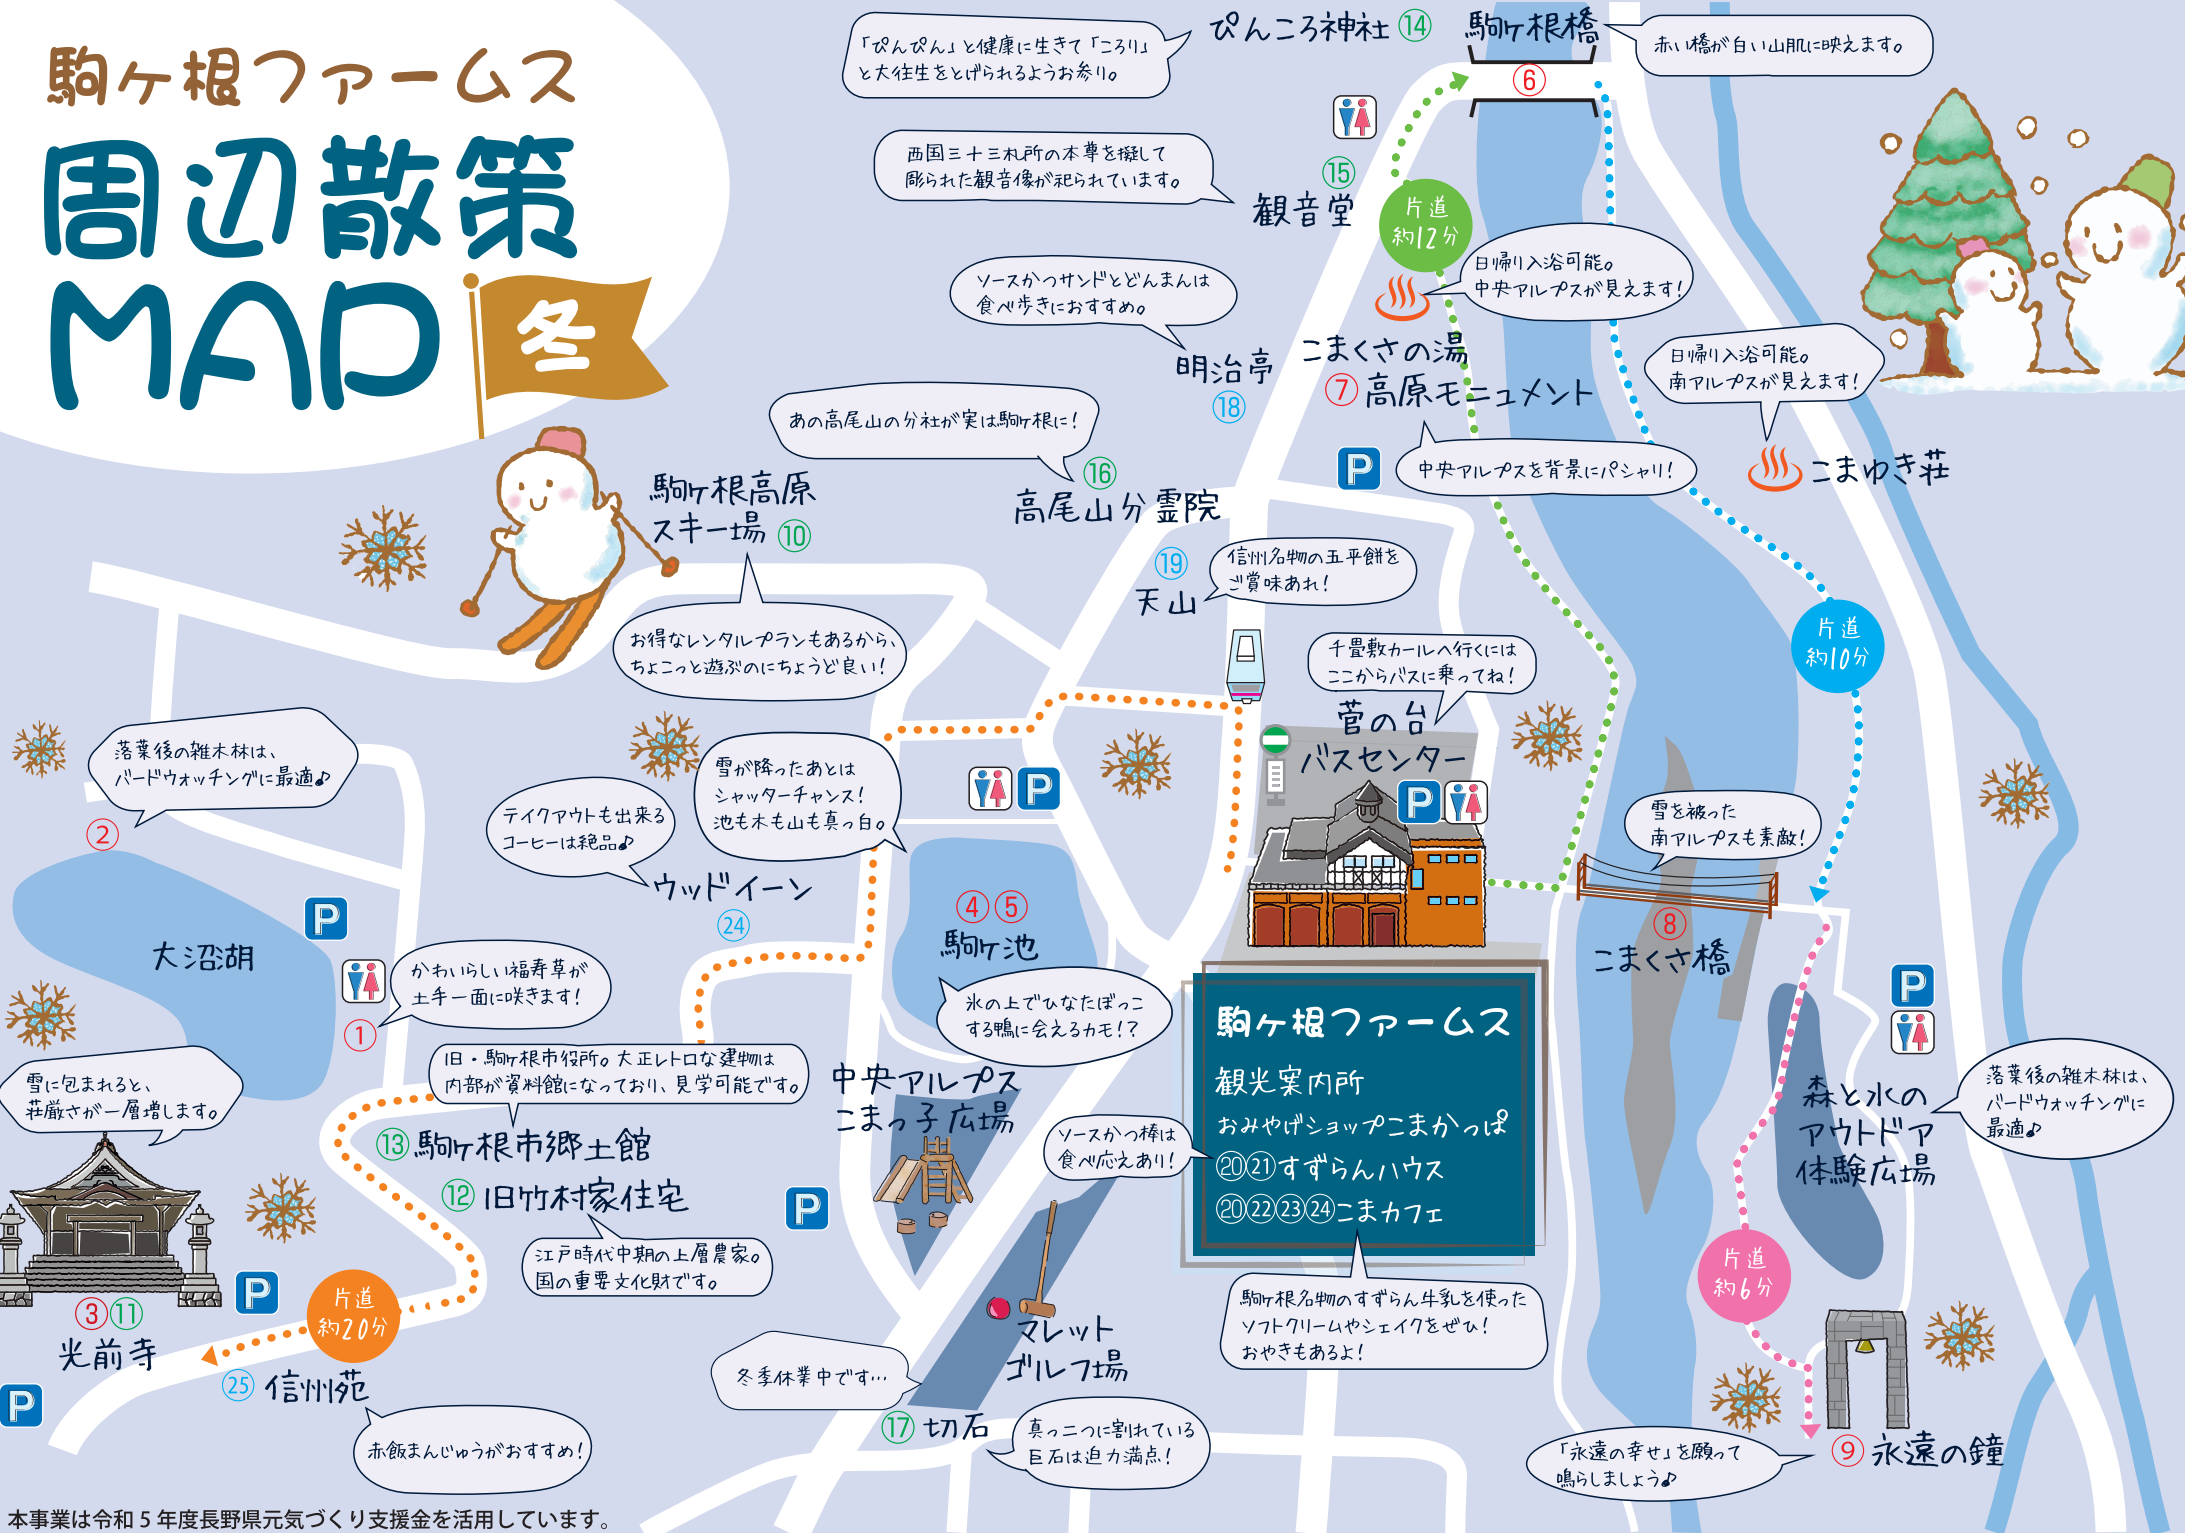 駒ヶ根ファームス
周辺散策
MAP
冬
「ぴんぴん」と健康に生きて「ころり」
と大往生をとげられるようお参り。
ぴんころ神社 ⑭
駒ヶ根橋
⑥
赤い橋が白い山肌に映えます。
西国三十三札所の本尊を擬して
彫られた観音像が祀られています。
⑮
観音堂
片道
約12分
日帰り入浴可能。
中央アルプスが見えます!
ソースかつサンドとどんまんは
食べ歩きにおすすめ。
明治亭
⑱
こまくさの湯
⑦高原モニュメント
日帰り入浴可能。
南アルプスが見えます!
こまゆき荘
P
中央アルプスを背景にパシャリ!
あの高尾山の分社が実は駒ヶ根に!
⑯
高尾山分霊院
駒ヶ根高原
スキー場 ⑩
お得なレンタルプランもあるから、
ちょこっと遊ぶのにちょうど良い!
⑲
天山
信州名物の五平餅を
ご賞味あれ!
片道
約10分
千畳敷カールへ行くには
ここからバスに乗ってね!
菅の台
バスセンター
P
落葉後の雑木林は、
バードウォッチングに最適♪
②
大沼湖
P
雪が降ったあとは
シャッターチャンス!
池も木も山も真っ白。
P
テイクアウトも出来る
コーヒーは絶品♪
ウッドイーン
㉔
④⑤
駒ヶ池
氷の上でひなたぼっこ
する鴨に会えるカモ!?
雪を被った
南アルプスも素敵!
⑧
こまくさ橋
かわいらしい福寿草が
土手一面に咲きます!
①
旧・駒ヶ根市役所。大正レトロな建物は
内部が資料館になっており、見学可能です。
⑬駒ヶ根市郷土館
⑫旧竹村家住宅
江戸時代中期の上層農家。
国の重要文化財です。
雪に包まれると、
荘厳さが一層増します。
P
③⑪
光前寺
P
片道
約20分
㉕ 信州苑
赤飯まんじゅうがおすすめ!
中央アルプス
こまっ子広場
P
ソースかつ棒は
食べ応えあり!
駒ヶ根ファームス
観光案内所
おみやげショップこまかっぱ
⑳㉑すずらんハウス
⑳㉒㉓㉔こまカフェ
駒ヶ根名物のすずらん牛乳を使った
ソフトクリームやシェイクをぜひ!
おやきもあるよ!
マレット
ゴルフ場
冬季休業中です…
⑰ 切石
真っ二つに割れている
巨石は迫力満点!
P
森と水の
アウトドア
体験広場
落葉後の雑木林は、
バードウォッチングに
最適♪
片道
約6分
「永遠の幸せ」を願って
鳴らしましょう♪
⑨永遠の鐘
本事業は令和5年度長野県元気づくり支援金を活用しています。